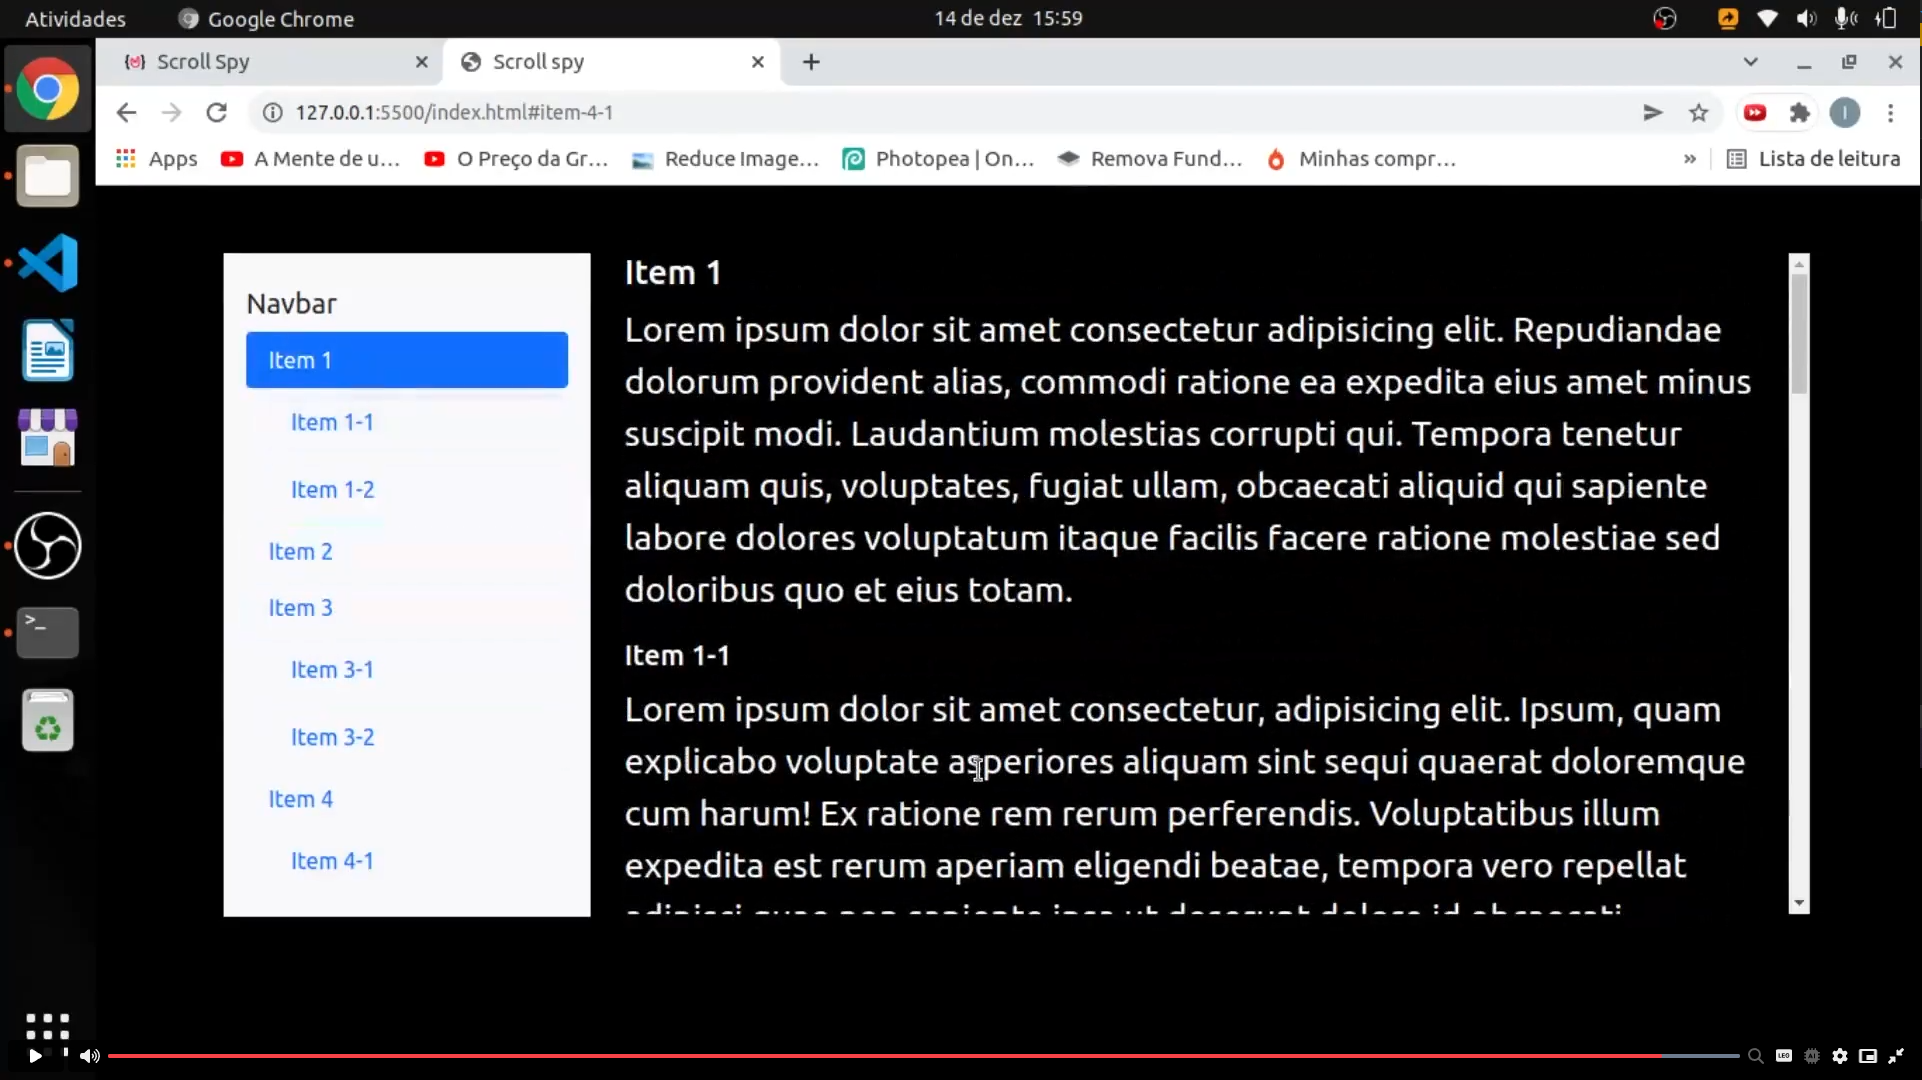 Atividades
Google Chrome
14 de dez 15:59
Scroll Spy
Scroll spy
127.0.0.1:5500/index.html#item-4-1
I
Apps
A Mente de u...
O Preço da Gr...
Reduce Image...
Photopea | On...
Remova Fund...
Minhas compr...
»
Lista de leitura
Navbar
Item 1
Item 1-1
Item 1-2
Item 2
Item 3
Item 3-1
Item 3-2
Item 4
Item 4-1
Item 1
Lorem ipsum dolor sit amet consectetur adipisicing elit. Repudiandae
dolorum provident alias, commodi ratione ea expedita eius amet minus
suscipit modi. Laudantium molestias corrupti qui. Tempora tenetur
aliquam quis, voluptates, fugiat ullam, obcaecati aliquid qui sapiente
labore dolores voluptatum itaque facilis facere ratione molestiae sed
doloribus quo et eius totam.
Item 1-1
Lorem ipsum dolor sit amet consectetur, adipisicing elit. Ipsum, quam
explicabo voluptate asperiores aliquam sint sequi quaerat doloremque
cum harum! Ex ratione rem rerum perferendis. Voluptatibus illum
expedita est rerum aperiam eligendi beatae, tempora vero repellat